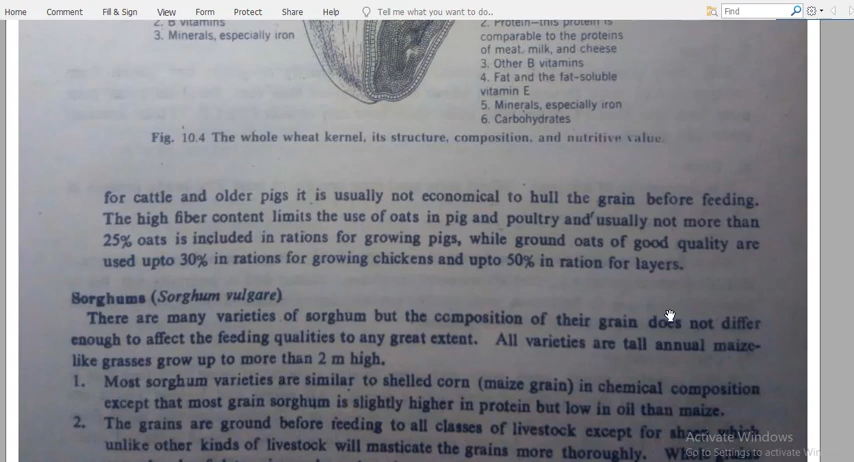 Home Comment Fill & Sign View Form Protect Share Help Tell me what you want to do.. Find
2. B vitamins
3. Minerals, especially iron
2. Protein—this protein is
comparable to the proteins
of meat, milk, and cheese
3. Other B vitamins
4. Fat and the fat-soluble
vitamin E
5. Minerals, especially iron
6. Carbohydrates
Fig. 10.4 The whole wheat kernel, its structure, composition, and nutritive value.
for cattle and older pigs it is usually not economical to hull the grain before feeding.
The high fiber content limits the use of oats in pig and poultry and usually not more than
25% oats is included in rations for growing pigs, while ground oats of good quality are
used upto 30% in rations for growing chickens and upto 50% in ration for layers.
Sorghums (Sorghum vulgare)
There are many varieties of sorghum but the composition of their grain does not differ
enough to affect the feeding qualities to any great extent. All varieties are tall annual maize-
like grasses grow up to more than 2 m high.
1. Most sorghum varieties are similar to shelled corn (maize grain) in chemical composition
except that most grain sorghum is slightly higher in protein but low in oil than maize.
2. The grains are ground before feeding to all classes of livestock except for
unlike other kinds of livestock will masticate the grains more thoroughly.
Activate Windows
Go to Settings to activate